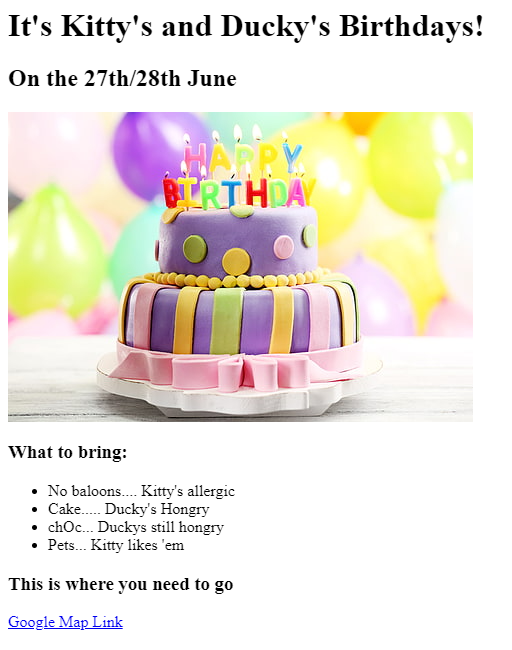 It's Kitty's and Ducky's Birthdays!
On the 27th/28th June
HAPPY
BIRTHDAY
What to bring:
No baloons.... Kitty's allergic
Cake..... Ducky's Hongry
chOc... Duckys still hongry
Pets... Kitty likes 'em
This is where you need to go
Google Map Link